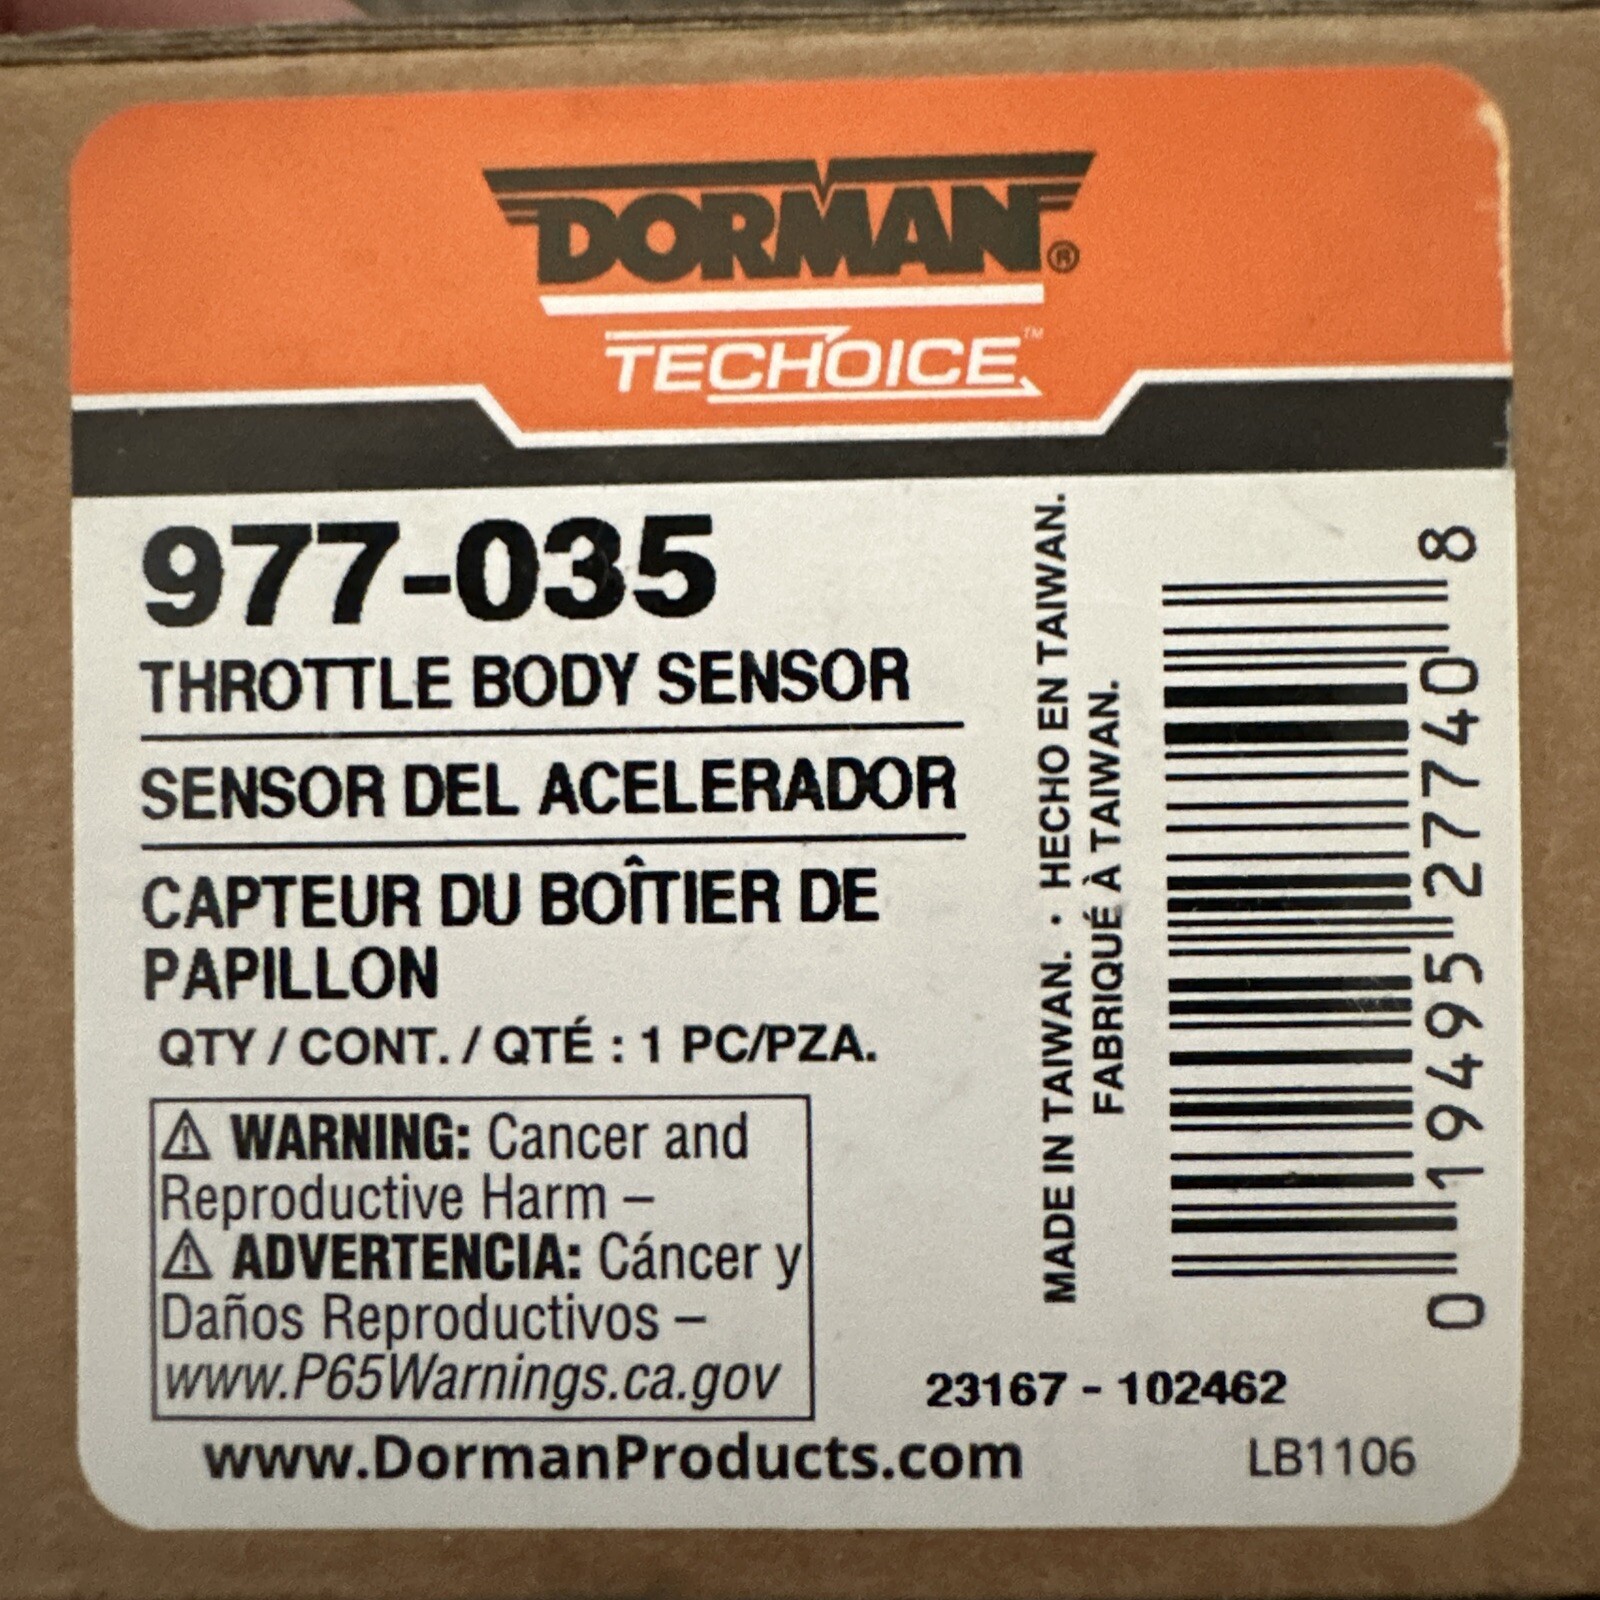 DORMAN®
TECHOICE™
977-035
THROTTLE BODY SENSOR
SENSOR DEL ACELERADOR
CAPTEUR DU BOÎTIER DE
PAPILLON
QTY / CONT. / QTÉ : 1 PC/PZA.
⚠ WARNING: Cancer and
Reproductive Harm –
⚠ ADVERTENCIA: Cáncer y
Daños Reproductivos –
www.P65Warnings.ca.gov
www.DormanProducts.com
MADE IN TAIWAN. · HECHO EN TAIWAN.
FABRIQUÉ À TAIWAN.
0 19495 27740 8
23167 - 102462
LB1106